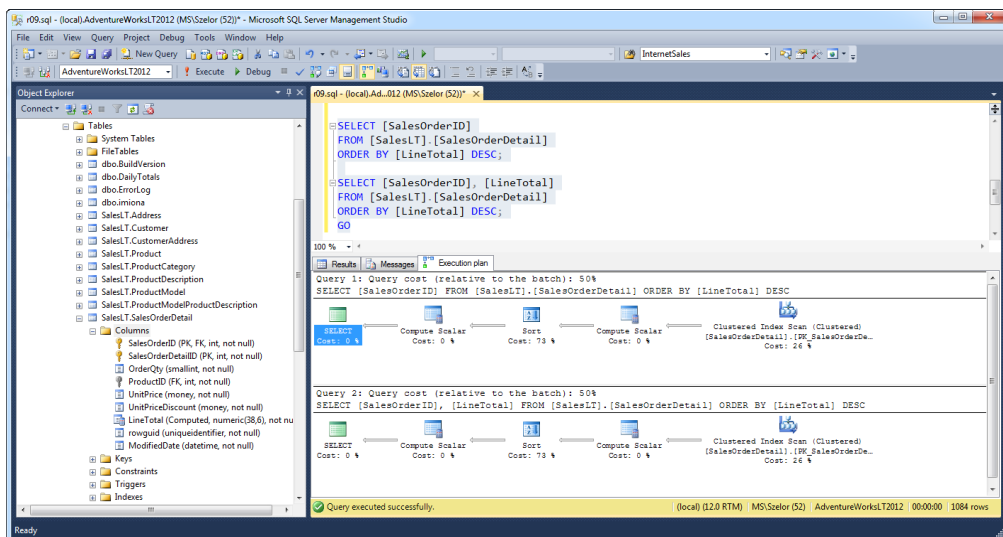 r09.sql - (local).AdventureWorksLT2012 (MS\Szelor (52))* - Microsoft SQL Server Management Studio
File Edit View Query Project Debug Tools Window Help
New Query
InternetSales
AdventureWorksLT2012
Execute
Debug
Object Explorer
Connect
Tables
System Tables
FileTables
dbo.BuildVersion
dbo.DailyTotals
dbo.ErrorLog
dbo.imiona
SalesLT.Address
SalesLT.Customer
SalesLT.CustomerAddress
SalesLT.Product
SalesLT.ProductCategory
SalesLT.ProductDescription
SalesLT.ProductModel
SalesLT.ProductModelProductDescription
SalesLT.SalesOrderDetail
Columns
SalesOrderID (PK, FK, int, not null)
SalesOrderDetailID (PK, int, not null)
OrderQty (smallint, not null)
ProductID (FK, int, not null)
UnitPrice (money, not null)
UnitPriceDiscount (money, not null)
LineTotal (Computed, numeric(38,6), not nu
rowguid (uniqueidentifier, not null)
ModifiedDate (datetime, not null)
Keys
Constraints
Triggers
Indexes
r09.sql - (local).Ad...012 (MS\Szelor (52))*
SELECT [SalesOrderID]
FROM [SalesLT].[SalesOrderDetail]
ORDER BY [LineTotal] DESC;
SELECT [SalesOrderID], [LineTotal]
FROM [SalesLT].[SalesOrderDetail]
ORDER BY [LineTotal] DESC;
GO
100 %
Results Messages Execution plan
Query 1: Query cost (relative to the batch): 50%
SELECT [SalesOrderID] FROM [SalesLT].[SalesOrderDetail] ORDER BY [LineTotal] DESC
SELECT
Cost: 0 %
Compute Scalar
Cost: 0 %
Sort
Cost: 73 %
Compute Scalar
Cost: 0 %
Clustered Index Scan (Clustered)
[SalesOrderDetail].[PK_SalesOrderDe...
Cost: 26 %
Query 2: Query cost (relative to the batch): 50%
SELECT [SalesOrderID], [LineTotal] FROM [SalesLT].[SalesOrderDetail] ORDER BY [LineTotal] DESC
SELECT
Cost: 0 %
Compute Scalar
Cost: 0 %
Sort
Cost: 73 %
Compute Scalar
Cost: 0 %
Clustered Index Scan (Clustered)
[SalesOrderDetail].[PK_SalesOrderDe...
Cost: 26 %
Query executed successfully.
(local) (12.0 RTM) MS\Szelor (52) AdventureWorksLT2012 00:00:00 1084 rows
Ready